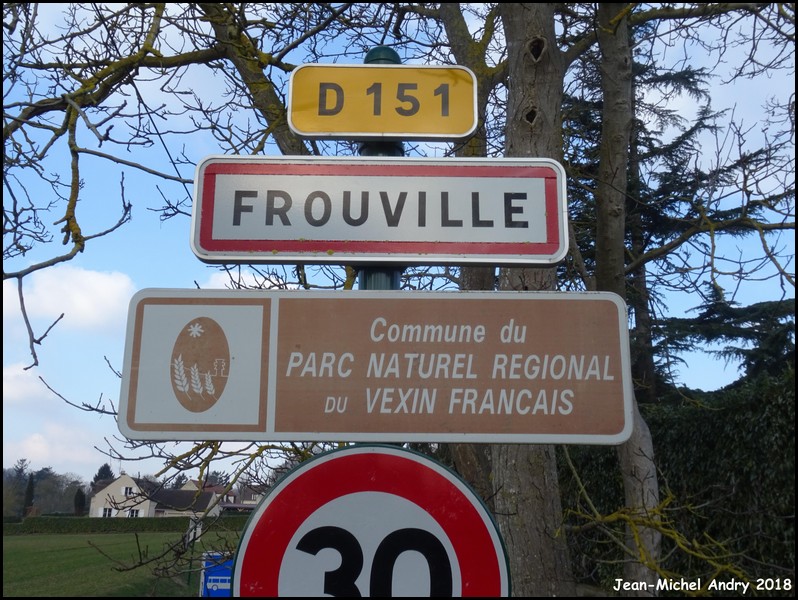 D 151
FROUVILLE
Commune du
PARC NATUREL REGIONAL
DU VEXIN FRANCAIS
30
Jean-Michel Andry 2018